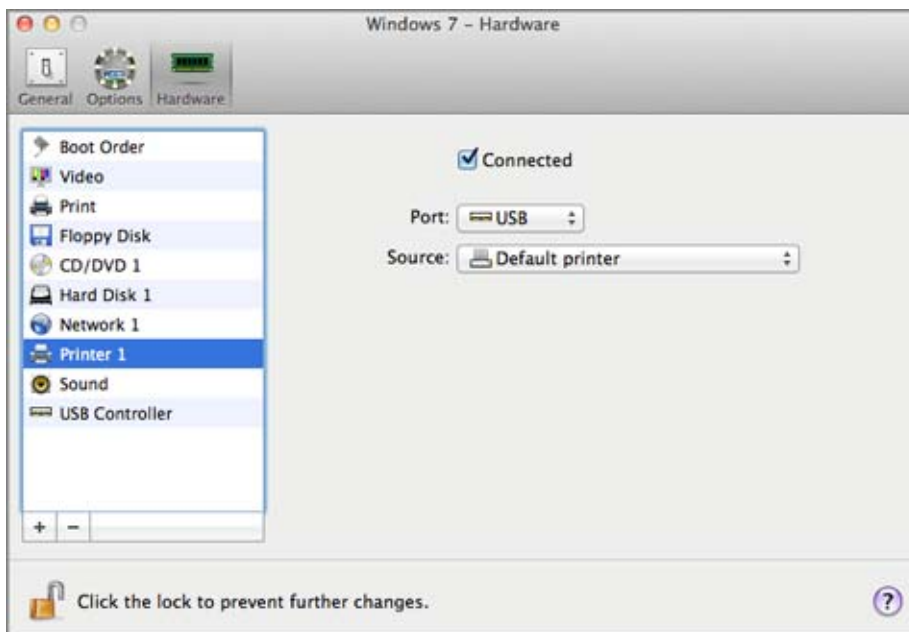 Windows 7 – Hardware
General Options Hardware
Boot Order
Video
Print
Floppy Disk
CD/DVD 1
Hard Disk 1
Network 1
Printer 1
Sound
USB Controller
+ −
Connected
Port: USB
Source: Default printer
Click the lock to prevent further changes.
?